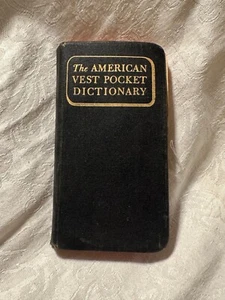 The AMERICAN
VEST POCKET
DICTIONARY